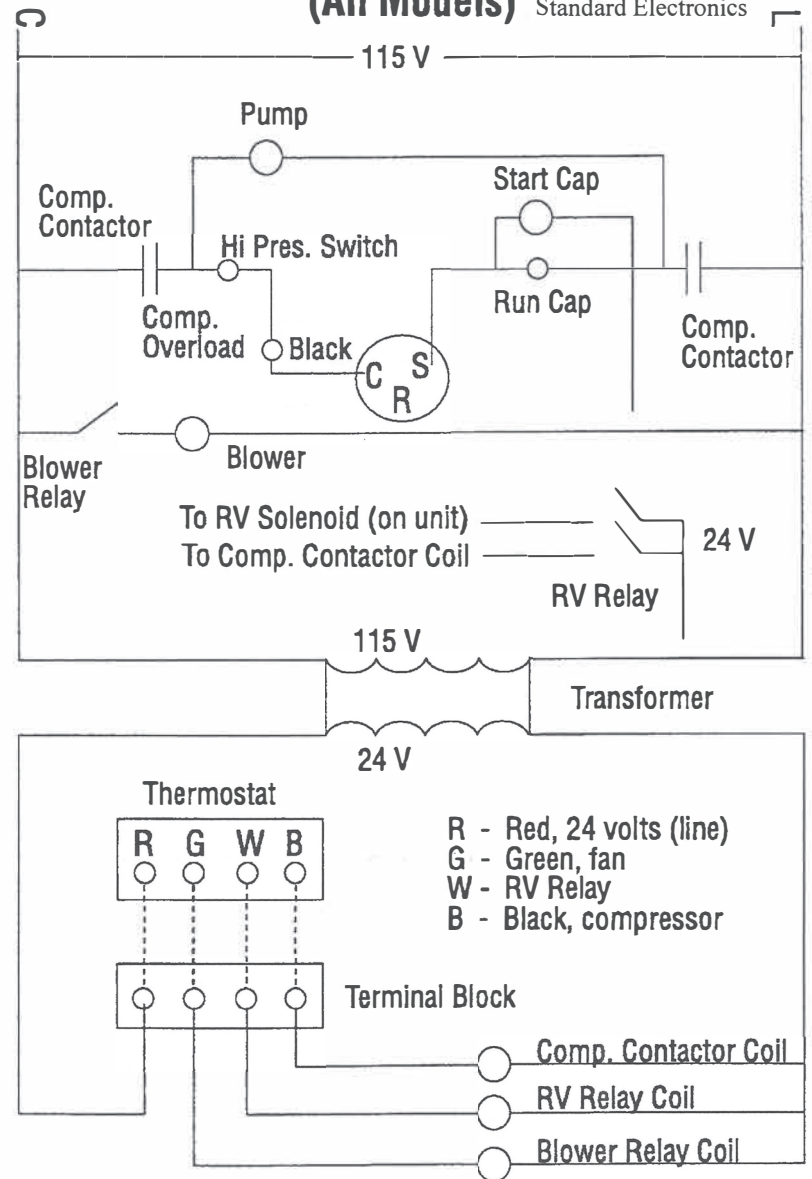 (All Models) Standard Electronics
C
L
115 V
Pump
Start Cap
Comp.
Contactor
Hi Pres. Switch
Run Cap
Comp.
Overload
Black
Comp.
Contactor
C S
R
Blower
Relay
Blower
To RV Solenoid (on unit)
To Comp. Contactor Coil
24 V
RV Relay
115 V
Transformer
24 V
Thermostat
R G W B
R - Red, 24 volts (line)
G - Green, fan
W - RV Relay
B - Black, compressor
Terminal Block
Comp. Contactor Coil
RV Relay Coil
Blower Relay Coil